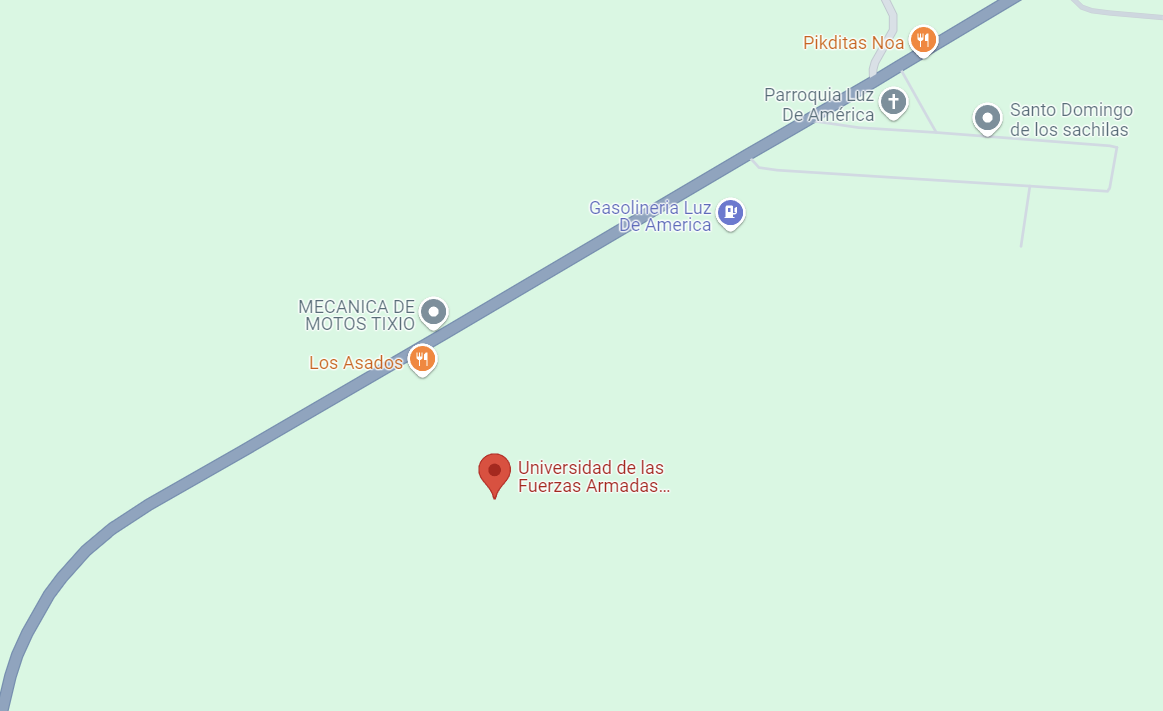 Pikditas Noa
Parroquia Luz
De América
Santo Domingo
de los sachilas
Gasolineria Luz
De America
MECANICA DE
MOTOS TIXIO
Los Asados
Universidad de las
Fuerzas Armadas...